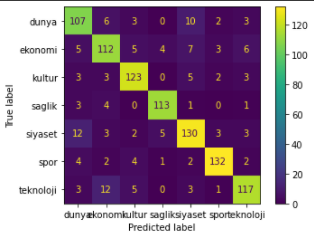 dunya 107 6 3 0 10 2 3
120
ekonomi 5 112 5 4 7 3 6
100
kultur 3 3 123 0 5 2 3
80
saglik 3 4 0 113 1 0 1
60
siyaset 12 3 2 5 130 3 3
40
spor 4 2 4 1 2 132 2
20
teknoloji 3 12 5 0 3 1 117
0
dunya ekonomi kultur saglik siyaset spor teknoloji
True label
Predicted label